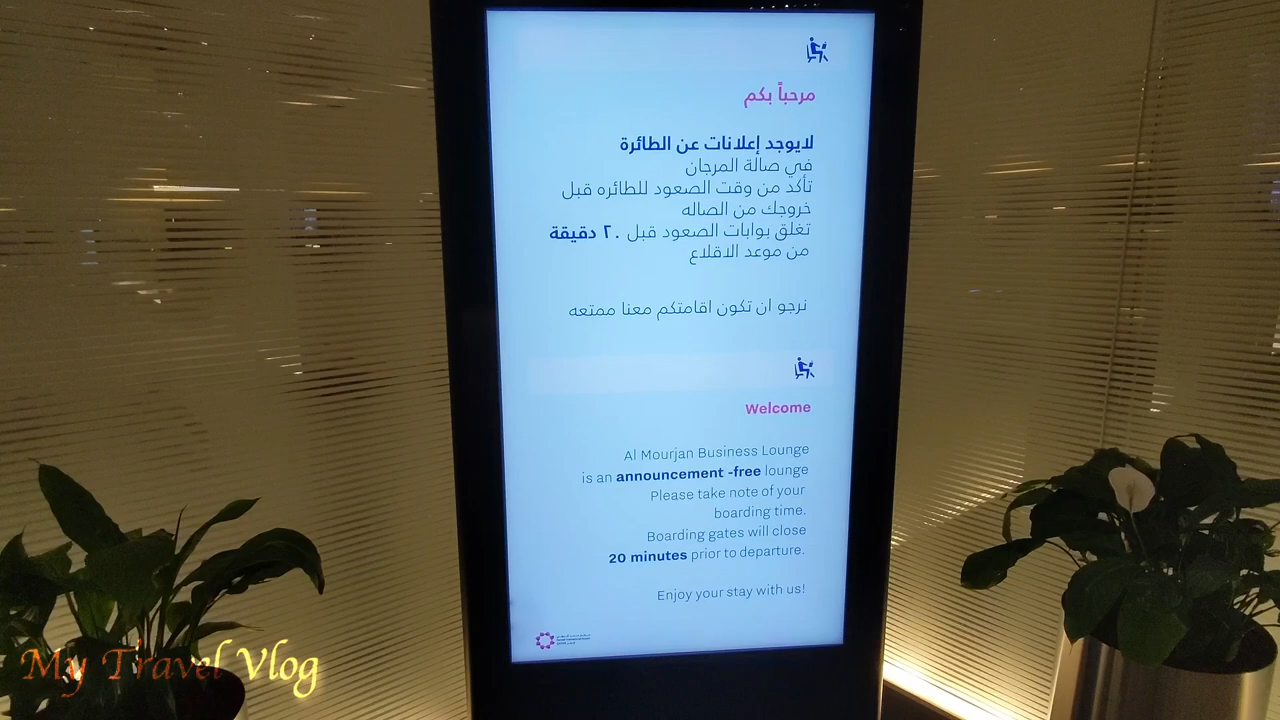 مرحباً بكم
لايوجد إعلانات عن الطائرة
في صالة المرجان
تأكد من وقت الصعود للطائره قبل
خروجك من الصاله
تغلق بوابات الصعود قبل ٢٠ دقيقة
من موعد الاقلاع
نرجو ان تكون اقامتكم معنا ممتعه
Welcome
Al Mourjan Business Lounge
is an announcement -free lounge
Please take note of your
boarding time.
Boarding gates will close
20 minutes prior to departure.
Enjoy your stay with us!
My Travel Vlog